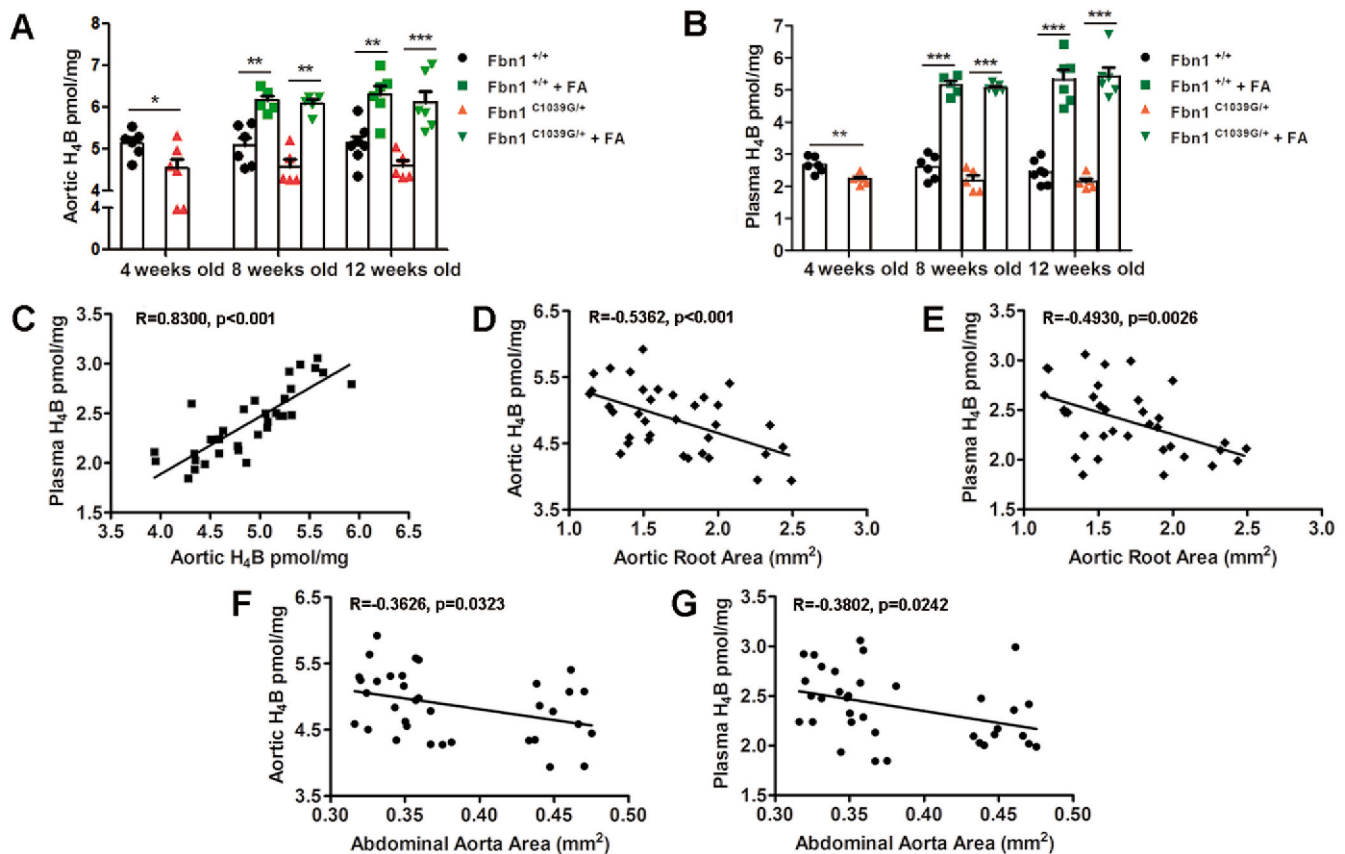 A
Aortic H4B pmol/mg
8
7
6
5
4
4
2
0
*
**
**
**
***
4 weeks old
8 weeks old
12 weeks old
Fbn1 +/+
Fbn1 +/+ + FA
Fbn1 C1039G/+
Fbn1 C1039G/+ + FA
B
Plasma H4B pmol/mg
7
6
5
4
3
2
1
0
**
***
***
***
***
4 weeks old
8 weeks old
12 weeks old
Fbn1 +/+
Fbn1 +/+ + FA
Fbn1 C1039G/+
Fbn1 C1039G/+ + FA
C
R=0.8300, p<0.001
Plasma H4B pmol/mg
3.5
3.0
2.5
2.0
1.5
3.5 4.0 4.5 5.0 5.5 6.0 6.5
Aortic H4B pmol/mg
D
R=-0.5362, p<0.001
Aortic H4B pmol/mg
6.5
5.5
4.5
3.5
1.0 1.5 2.0 2.5 3.0
Aortic Root Area (mm2)
E
R=-0.4930, p=0.0026
Plasma H4B pmol/mg
3.5
3.0
2.5
2.0
1.5
1.0 1.5 2.0 2.5 3.0
Aortic Root Area (mm2)
F
R=-0.3626, p=0.0323
Aortic H4B pmol/mg
6.5
5.5
4.5
3.5
0.30 0.35 0.40 0.45 0.50
Abdominal Aorta Area (mm2)
G
R=-0.3802, p=0.0242
Plasma H4B pmol/mg
3.5
3.0
2.5
2.0
1.5
0.30 0.35 0.40 0.45 0.50
Abdominal Aorta Area (mm2)